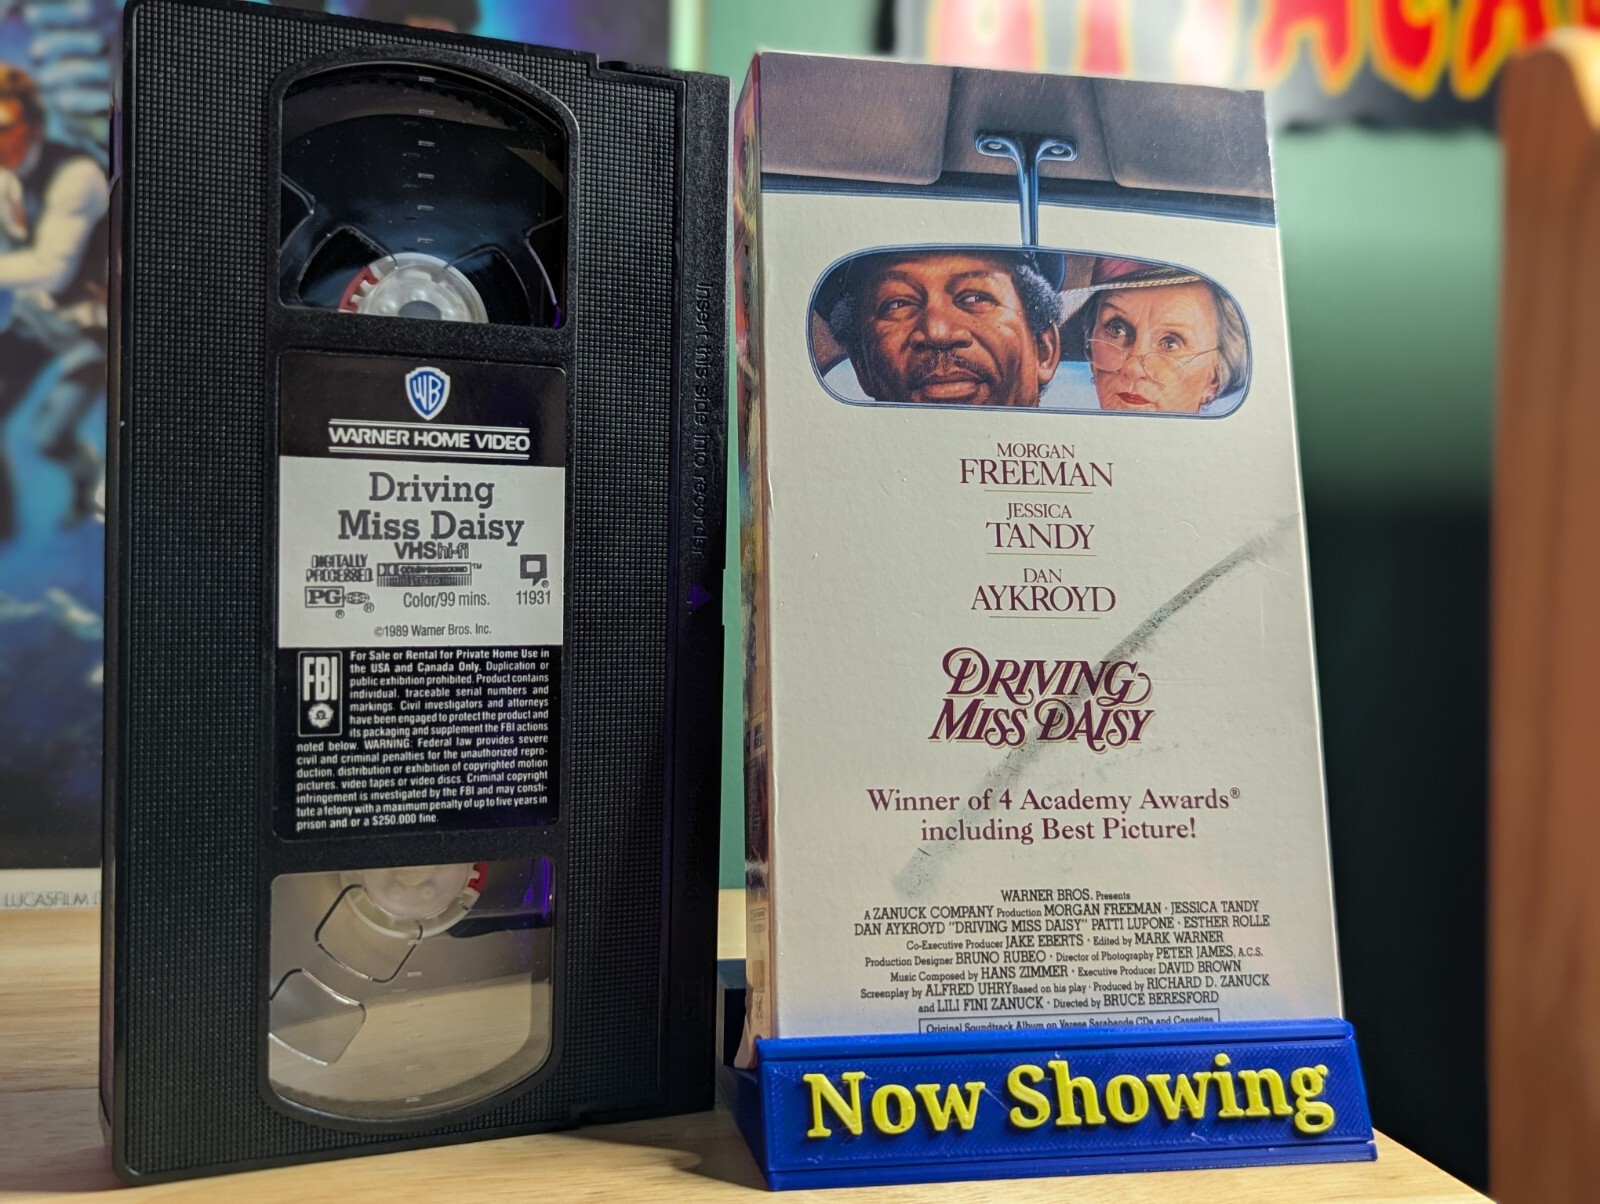 WB
WARNER HOME VIDEO
Driving
Miss Daisy
VHS hi-fi
DIGITALLY
PROCESSED
PG
Color/99 mins.
11931
©1989 Warner Bros. Inc.
FBI
For Sale or Rental for Private Home Use in
the USA and Canada Only. Duplication or
public exhibition prohibited. Product contains
individual, traceable serial numbers and
markings. Civil investigators and attorneys
have been engaged to protect the product and
its packaging and supplement the FBI actions
noted below. WARNING: Federal law provides severe
civil and criminal penalties for the unauthorized repro-
duction, distribution or exhibition of copyrighted motion
pictures, video tapes or video discs. Criminal copyright
infringement is investigated by the FBI and may consti-
tute a felony with a maximum penalty of up to five years in
prison and or a $250.000 fine.
Insert this side into recorder
LUCASFILM
MORGAN
FREEMAN
JESSICA
TANDY
DAN
AYKROYD
DRIVING
MISS DAISY
Winner of 4 Academy Awards®
including Best Picture!
WARNER BROS. Presents
A ZANUCK COMPANY Production MORGAN FREEMAN · JESSICA TANDY
DAN AYKROYD "DRIVING MISS DAISY" PATTI LUPONE · ESTHER ROLLE
Co-Executive Producer JAKE EBERTS · Edited by MARK WARNER
Production Designer BRUNO RUBEO · Director of Photography PETER JAMES, A.C.S.
Music Composed by HANS ZIMMER · Executive Producer DAVID BROWN
Screenplay by ALFRED UHRY Based on his play · Produced by RICHARD D. ZANUCK
and LILI FINI ZANUCK · Directed by BRUCE BERESFORD
Original Soundtrack Album on Varese Sarabande CDs and Cassettes
Now Showing